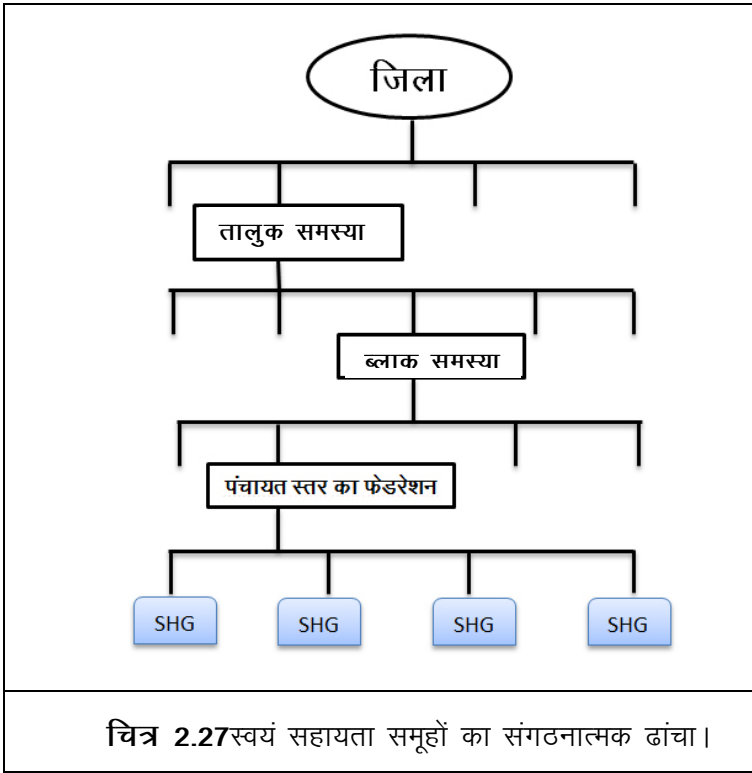 जिला
तालुक समस्या
ब्लाक समस्या
पंचायत स्तर का फेडरेशन
SHG SHG SHG SHG
चित्र 2.27स्वयं सहायता समूहों का संगठनात्मक ढांचा।